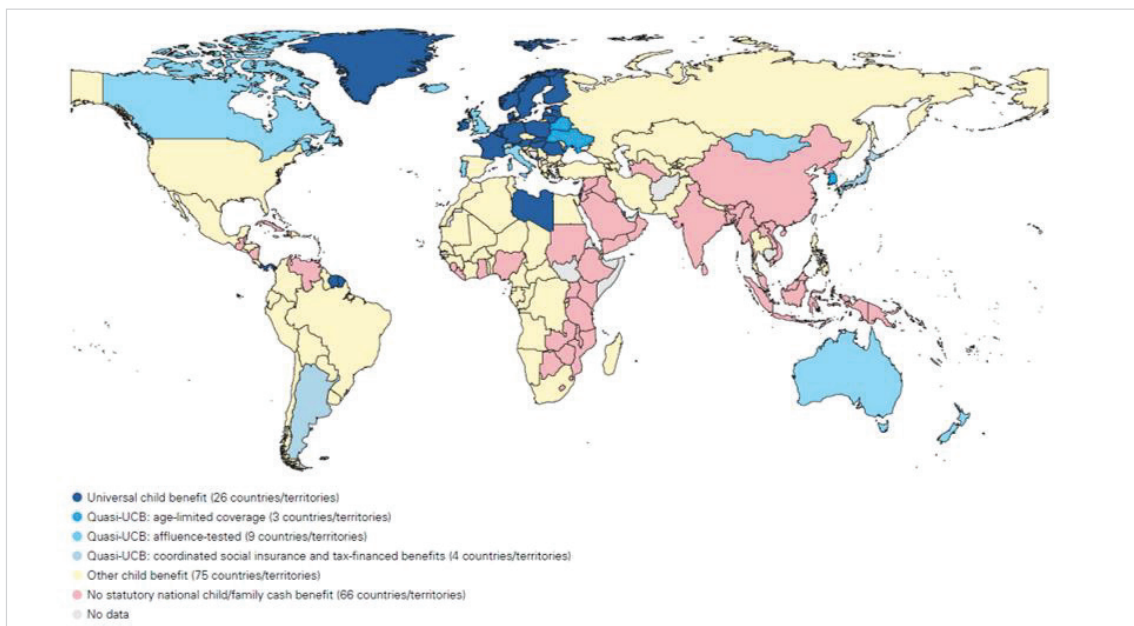 Universal child benefit (26 countries/territories)
Quasi-UCB: age-limited coverage (3 countries/territories)
Quasi-UCB: affluence-tested (9 countries/territories)
Quasi-UCB: coordinated social insurance and tax-financed benefits (4 countries/territories)
Other child benefit (75 countries/territories)
No statutory national child/family cash benefit (66 countries/territories)
No data